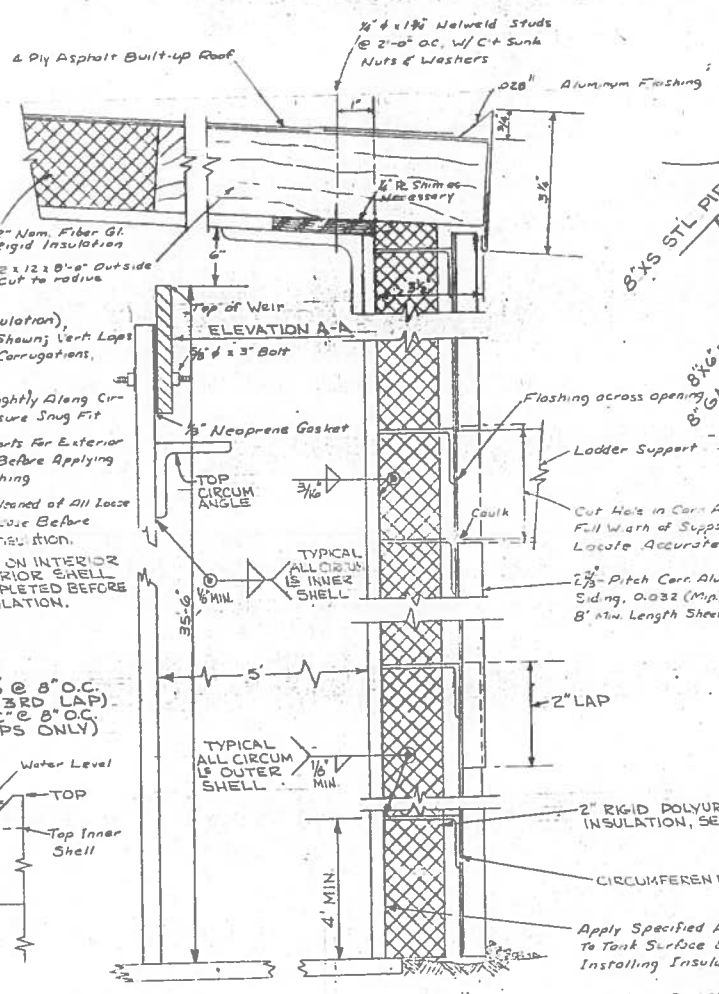 ¼" ϕ x 1¾" Nelweld Studs
@ 2'-0" O.C. W/C't Sunk
Nuts & Washers
4 Ply Asphalt Built-up Roof
.028" Aluminum Flashing
1"
3/4"
3¼"
8" XS STL. PIP
¼" PL Shim as
Necessary
2" Nom. Fiber Gl.
Rigid Insulation
2 x 12 x 8'-0" Outside
Cut to radius
6"
3½"
ulation),
Shown; Vert. Laps
Corrugations,
Top of Weir
ELEVATION A-A
5/8" ϕ x 3" Bolt
ghtly Along Cir-
sure Snug Fit
1/8" Neoprene Gasket
rts For Exterior
Before Applying
hing
TOP
CIRCUM
ANGLE
3/16
Flashing across opening
8"x6"
8" G
Ladder Support
Caulk
Cut Hole in Corr. A
Full Width of Suppo
Locate Accurate
leaned of All Loose
Before
ON INTERIOR
RIOR SHELL
PLETED BEFORE
LATION.
1/8" MIN.
TYPICAL
ALL CIRCUM
LS INNER
SHELL
35'-6"
Pitch Corr. Alu
Siding, 0.032 (Min.
8' Min. Length Shee
5'
@ 8" O.C.
3RD LAP)
" @ 8" O.C.
PS ONLY)
2" LAP
TYPICAL
ALL CIRCUM
LS OUTER
SHELL
1/8"
MIN.
Water Level
TOP
Top Inner
Shell
4' MIN.
2" RIGID POLYUR
INSULATION, SE
CIRCUMFEREN
Apply Specified A
To Tank Surface
Installing Insula